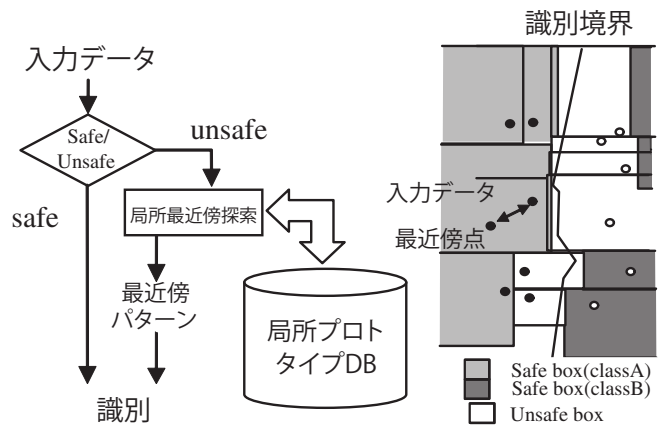 入力データ
Safe/
Unsafe
unsafe
safe
局所最近傍探索
最近傍
パターン
局所プロト
タイプDB
識別
識別境界
入力データ
最近傍点
Safe box(classA)
Safe box(classB)
Unsafe box